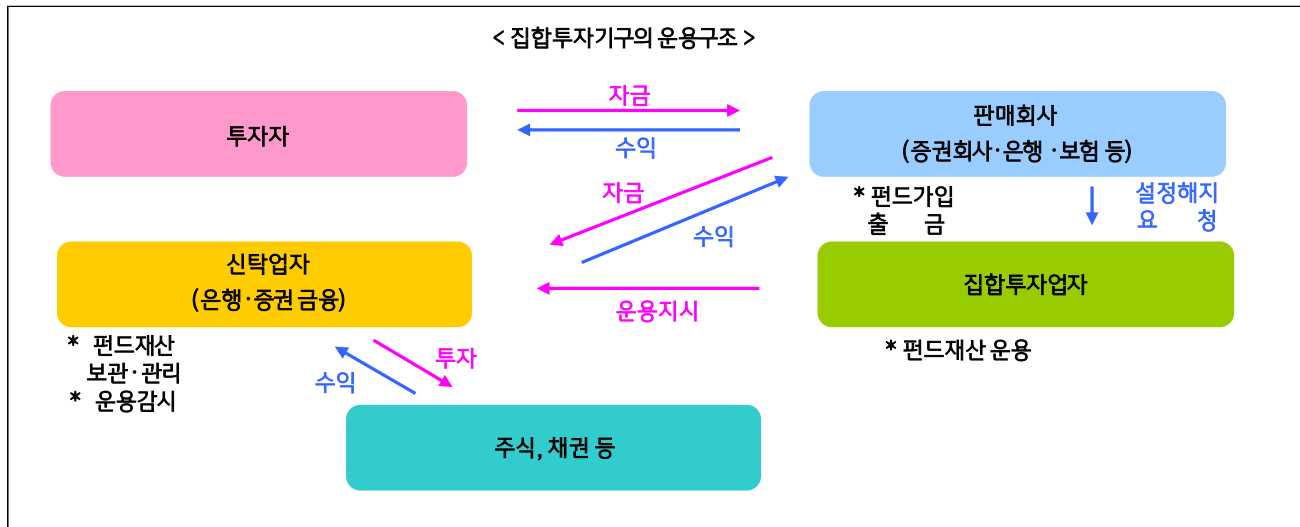 < 집합투자기구의 운용구조 >
투자자
자금
수익
판매회사
(증권회사·은행 ·보험 등)
자금
수익
* 펀드가입
출 금
설정해지
요 청
신탁업자
(은행·증권 금융)
운용지시
집합투자업자
* 펀드재산
보관·관리
* 운용감시
투자
수익
* 펀드재산 운용
주식, 채권 등